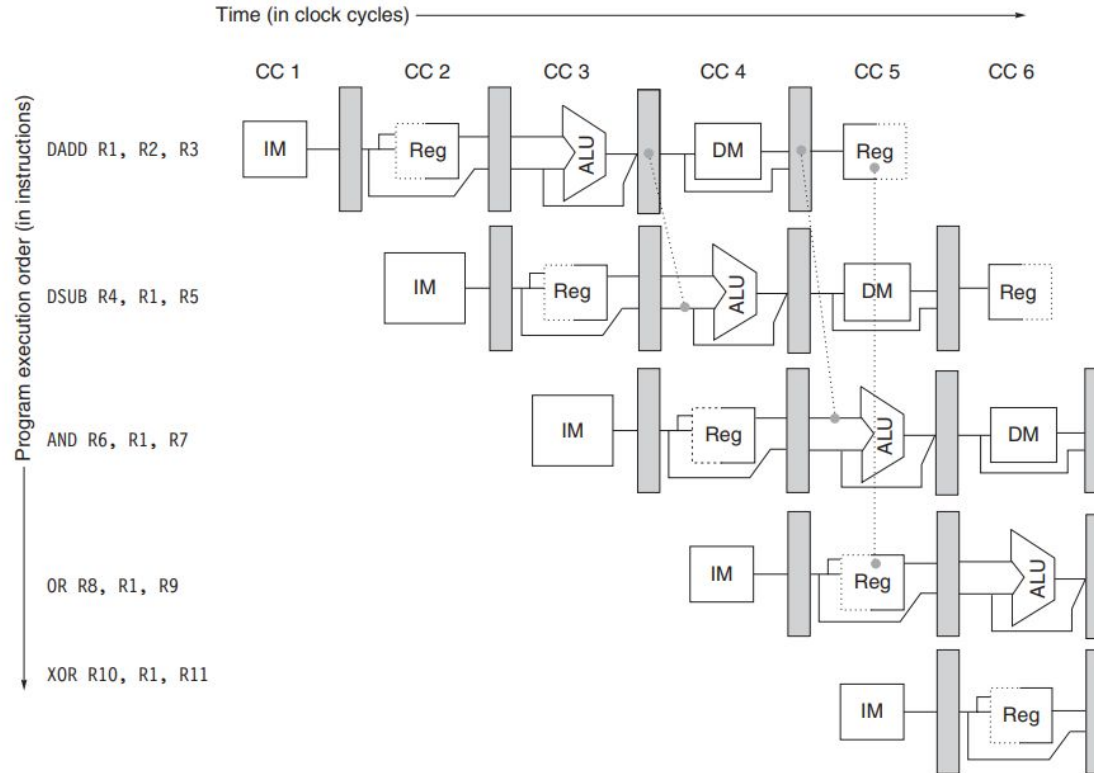 Time (in clock cycles)
CC 1 CC 2 CC 3 CC 4 CC 5 CC 6
Program execution order (in instructions)
DADD R1, R2, R3 IM Reg ALU DM Reg
DSUB R4, R1, R5 IM Reg ALU DM Reg
AND R6, R1, R7 IM Reg ALU DM
OR R8, R1, R9 IM Reg ALU
XOR R10, R1, R11 IM Reg